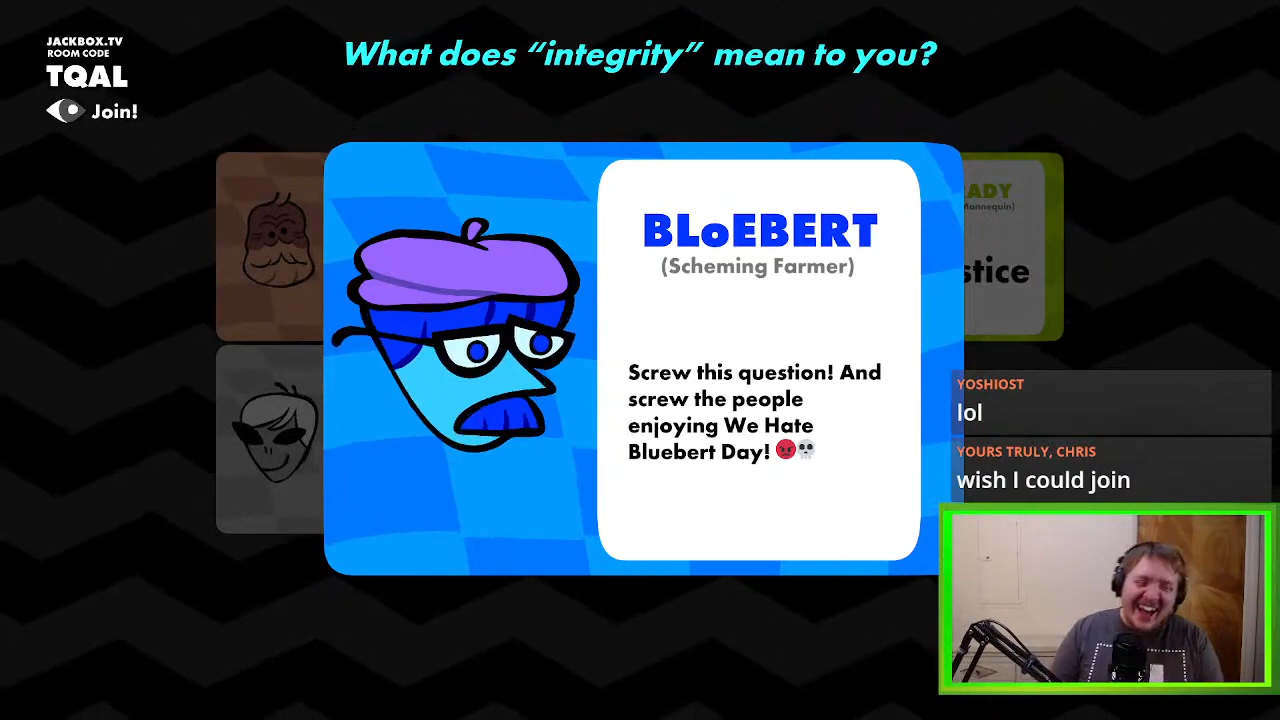 JACKBOX.TV
ROOM CODE
TQAL
Join!
What does “integrity” mean to you?
BLoEBERT
(Scheming Farmer)
Screw this question! And
screw the people
enjoying We Hate
Bluebert Day! 😡💀
ADY
Mannequin)
stice
YOSHIOST
lol
YOURS TRULY, CHRIS
wish I could join